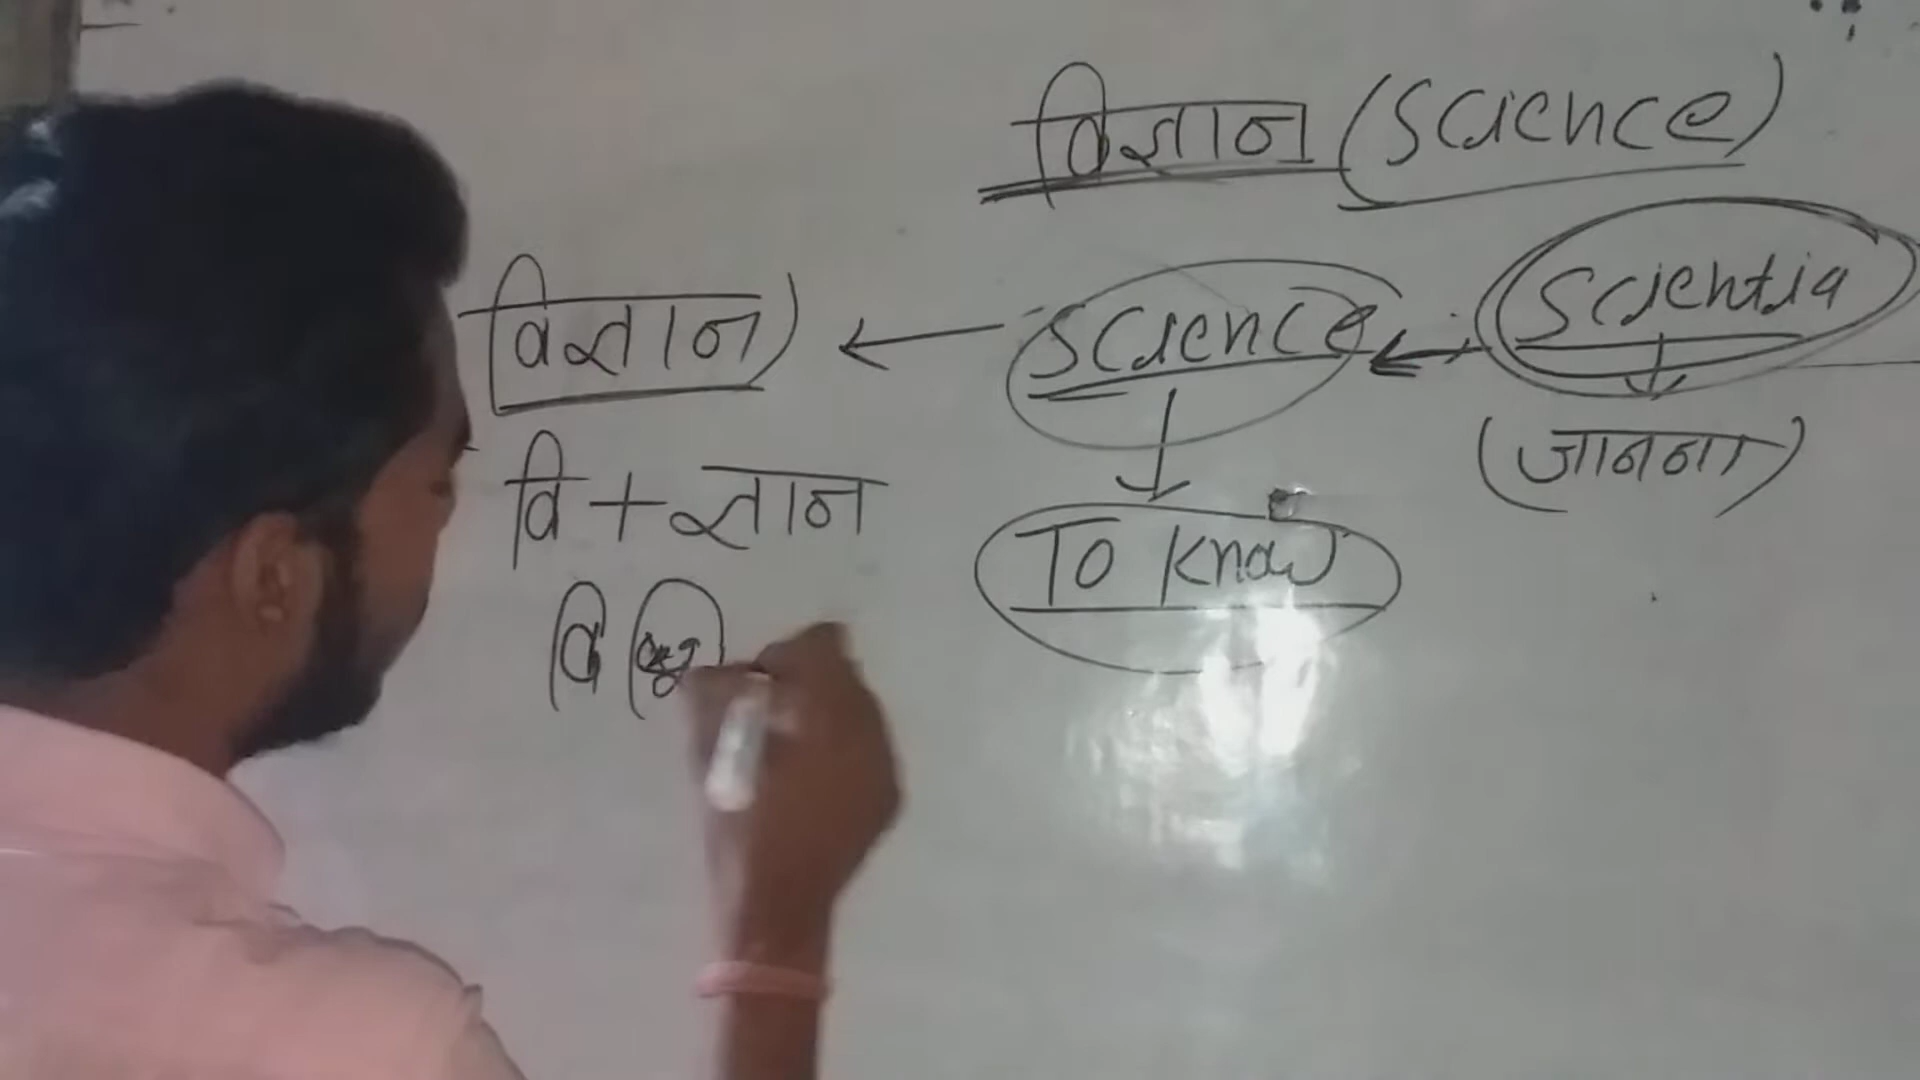 विज्ञान (Science)
विज्ञान) ← Science ← Scientia
(जानना)
वि + ज्ञान
To Know
वि